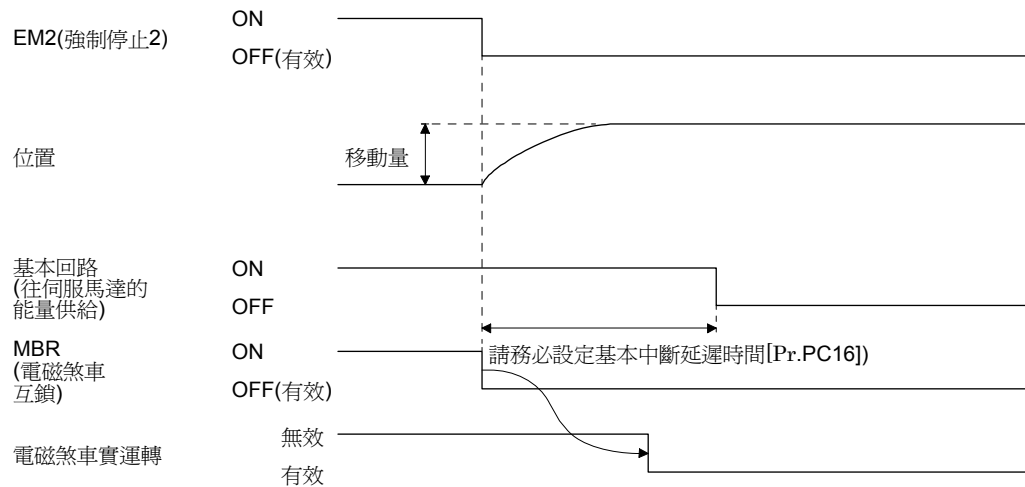 EM2(強制停止2)
ON
OFF(有效)
位置
移動量
基本回路
(往伺服馬達的
能量供給)
ON
OFF
MBR
(電磁煞車
互鎖)
ON
OFF(有效)
請務必設定基本中斷延遲時間[Pr.PC16])
電磁煞車實運轉
無效
有效